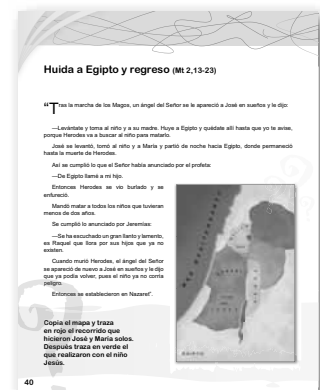 Huida a Egipto y regreso (Mt 2,13-23)
“Tras la marcha de los Magos, un ángel del Señor se le apareció a José en sueños y le dijo:
—Levántate y toma al niño y a su madre. Huye a Egipto y quédate allí hasta que yo te avise,
porque Herodes va a buscar al niño para matarlo.
José se levantó, tomó al niño y a María y partió de noche hacia Egipto, donde permaneció
hasta la muerte de Herodes.
Así se cumplió lo que el Señor había anunciado por el profeta:
—De Egipto llamé a mi hijo.
Entonces Herodes se vio burlado y se
enfureció.
Mandó matar a todos los niños que tuvieran
menos de dos años.
Se cumplió lo anunciado por Jeremías:
—Se ha escuchado un gran llanto y lamento,
es Raquel que llora por sus hijos que ya no
existen.
Cuando murió Herodes, el ángel del Señor
se apareció de nuevo a José en sueños y le dijo
que ya podía volver, pues el niño ya no corría
peligro.
Entonces se establecieron en Nazaret”.
Copia el mapa y traza
en rojo el recorrido que
hicieron José y María solos.
Después traza en verde el
que realizaron con el niño
Jesús.
40